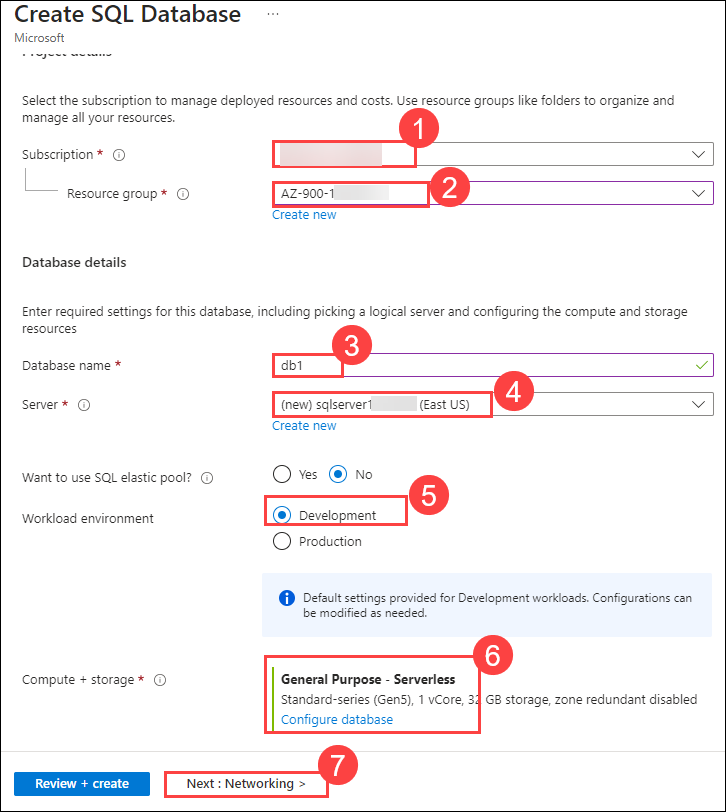 Create SQL Database ...
Microsoft
Project details
Select the subscription to manage deployed resources and costs. Use resource groups like folders to organize and
manage all your resources.
1
Subscription *
Resource group *
AZ-900-1
2
Create new
Database details
Enter required settings for this database, including picking a logical server and configuring the compute and storage
resources
3
Database name *
db1
4
Server *
(new) sqlserver1 (East US)
Create new
Want to use SQL elastic pool?
Yes No
5
Workload environment
Development
Production
Default settings provided for Development workloads. Configurations can
be modified as needed.
6
Compute + storage *
General Purpose - Serverless
Standard-series (Gen5), 1 vCore, 32 GB storage, zone redundant disabled
Configure database
7
Review + create
Next : Networking >